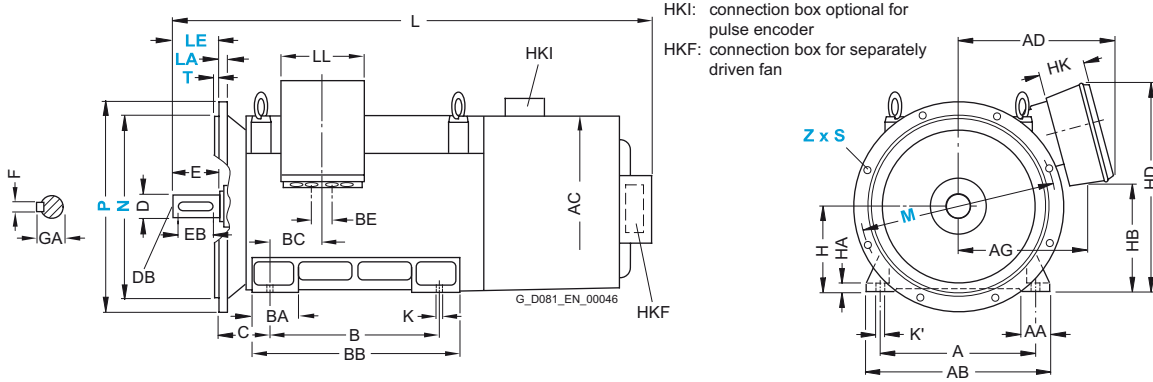 HKI: connection box optional for
pulse encoder
HKF: connection box for separately
driven fan
L
LE
LA
T
LL
HKI
AD
HK
Z x S
E
F
P
N
D
GA
EB
DB
BE
BC
AC
M
H
HA
AG
HB
HD
G_D081_EN_00046
HKF
BA
K
C
B
BB
K'
AA
A
AB